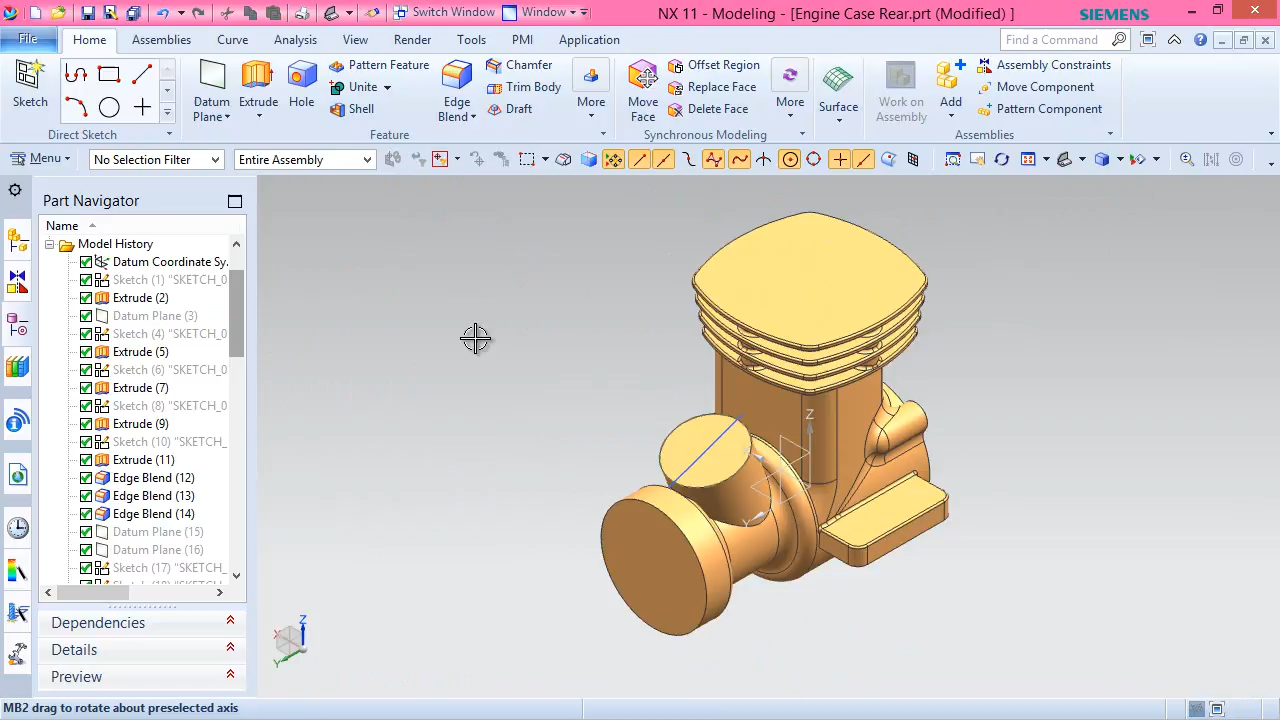 NX 11 - Modeling - [Engine Case Rear.prt (Modified) ]
SIEMENS
Switch Window
Window
File
Home
Assemblies
Curve
Analysis
View
Render
Tools
PMI
Application
Find a Command
Sketch
Direct Sketch
Datum Plane
Extrude
Hole
Pattern Feature
Unite
Shell
Edge Blend
Chamfer
Trim Body
Draft
More
Feature
Move Face
Offset Region
Replace Face
Delete Face
More
Synchronous Modeling
Surface
Work on Assembly
Add
Assembly Constraints
Move Component
Pattern Component
Assemblies
Menu
No Selection Filter
Entire Assembly
Part Navigator
Name
Model History
Datum Coordinate Sy.
Sketch (1) "SKETCH_0
Extrude (2)
Datum Plane (3)
Sketch (4) "SKETCH_0
Extrude (5)
Sketch (6) "SKETCH_0
Extrude (7)
Sketch (8) "SKETCH_0
Extrude (9)
Sketch (10) "SKETCH_
Extrude (11)
Edge Blend (12)
Edge Blend (13)
Edge Blend (14)
Datum Plane (15)
Datum Plane (16)
Sketch (17) "SKETCH_
Dependencies
Details
Preview
Z
Y
Z
X
Y
MB2 drag to rotate about preselected axis